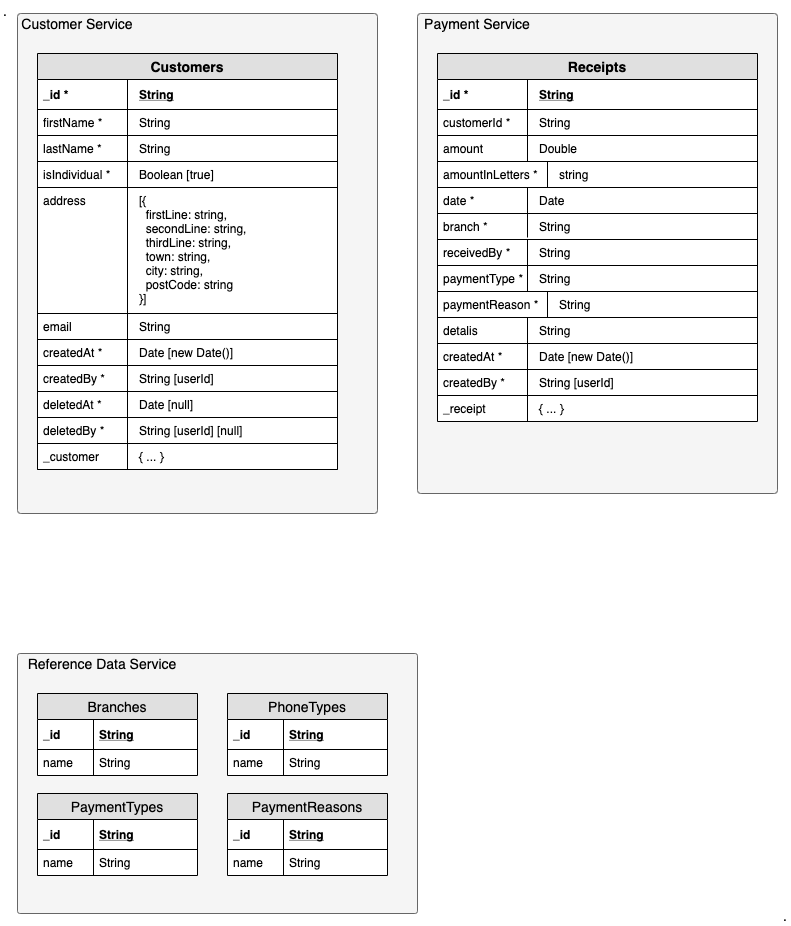 Customer Service
Customers
_id * String
firstName * String
lastName * String
isIndividual * Boolean [true]
address [{
firstLine: string,
secondLine: string,
thirdLine: string,
town: string,
city: string,
postCode: string
}]
email String
createdAt * Date [new Date()]
createdBy * String [userId]
deletedAt * Date [null]
deletedBy * String [userId] [null]
_customer { ... }
Payment Service
Receipts
_id * String
customerId * String
amount Double
amountInLetters * string
date * Date
branch * String
receivedBy * String
paymentType * String
paymentReason * String
detalis String
createdAt * Date [new Date()]
createdBy * String [userId]
_receipt { ... }
Reference Data Service
Branches
_id String
name String
PhoneTypes
_id String
name String
PaymentTypes
_id String
name String
PaymentReasons
_id String
name String